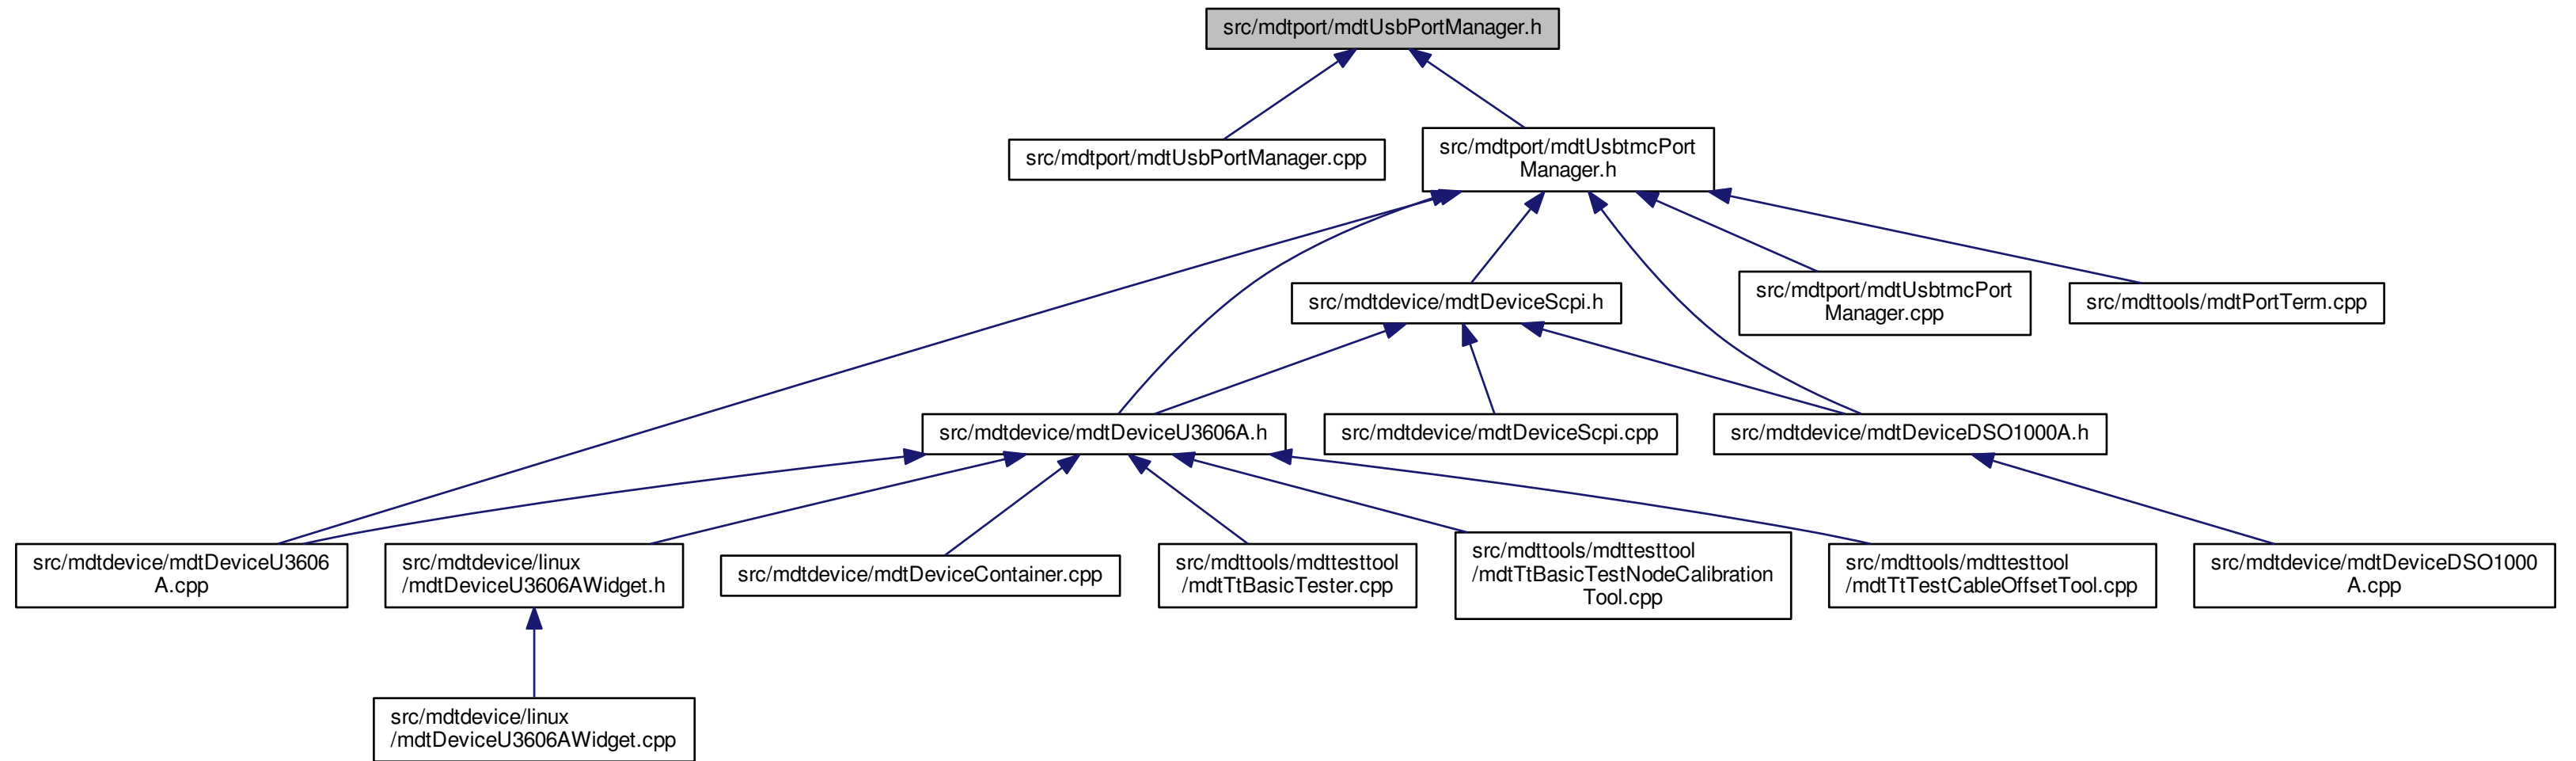 src/mdtport/mdtUsbPortManager.h
src/mdtport/mdtUsbPortManager.cpp
src/mdtport/mdtUsbtmcPort
Manager.h
src/mdtdevice/mdtDeviceScpi.h
src/mdtport/mdtUsbtmcPort
Manager.cpp
src/mdttools/mdtPortTerm.cpp
src/mdtdevice/mdtDeviceU3606A.h
src/mdtdevice/mdtDeviceScpi.cpp
src/mdtdevice/mdtDeviceDSO1000A.h
src/mdtdevice/mdtDeviceU3606
A.cpp
src/mdtdevice/linux
/mdtDeviceU3606AWidget.h
src/mdtdevice/mdtDeviceContainer.cpp
src/mdttools/mdttesttool
/mdtTtBasicTester.cpp
src/mdttools/mdttesttool
/mdtTtBasicTestNodeCalibration
Tool.cpp
src/mdttools/mdttesttool
/mdtTtTestCableOffsetTool.cpp
src/mdtdevice/mdtDeviceDSO1000
A.cpp
src/mdtdevice/linux
/mdtDeviceU3606AWidget.cpp